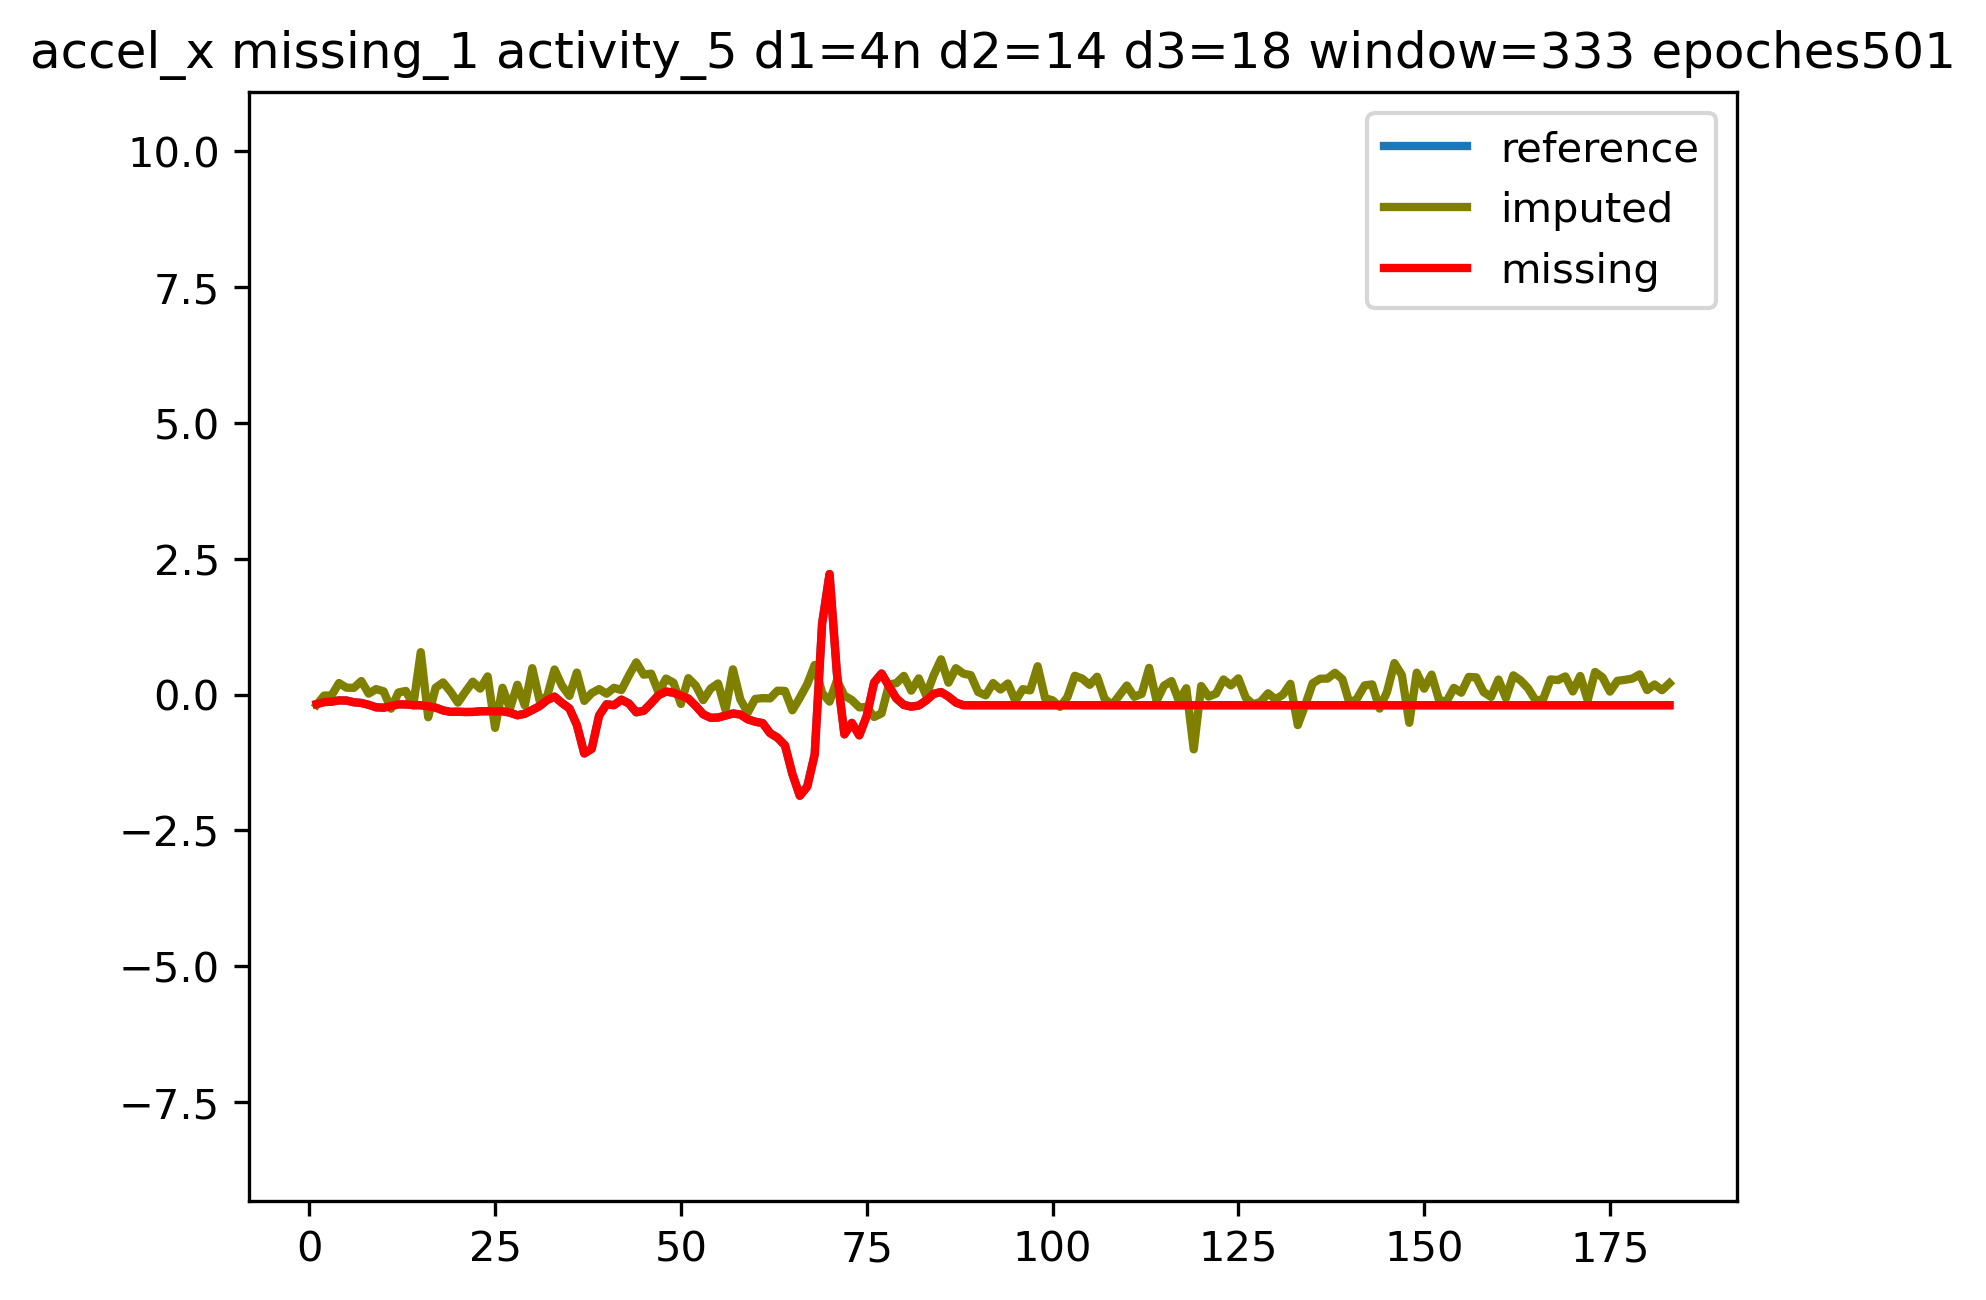 accel_x missing_1 activity_5 d1=4n d2=14 d3=18 window=333 epoches501
reference
imputed
missing
10.0
7.5
5.0
2.5
0.0
−2.5
−5.0
−7.5
0 25 50 75 100 125 150 175